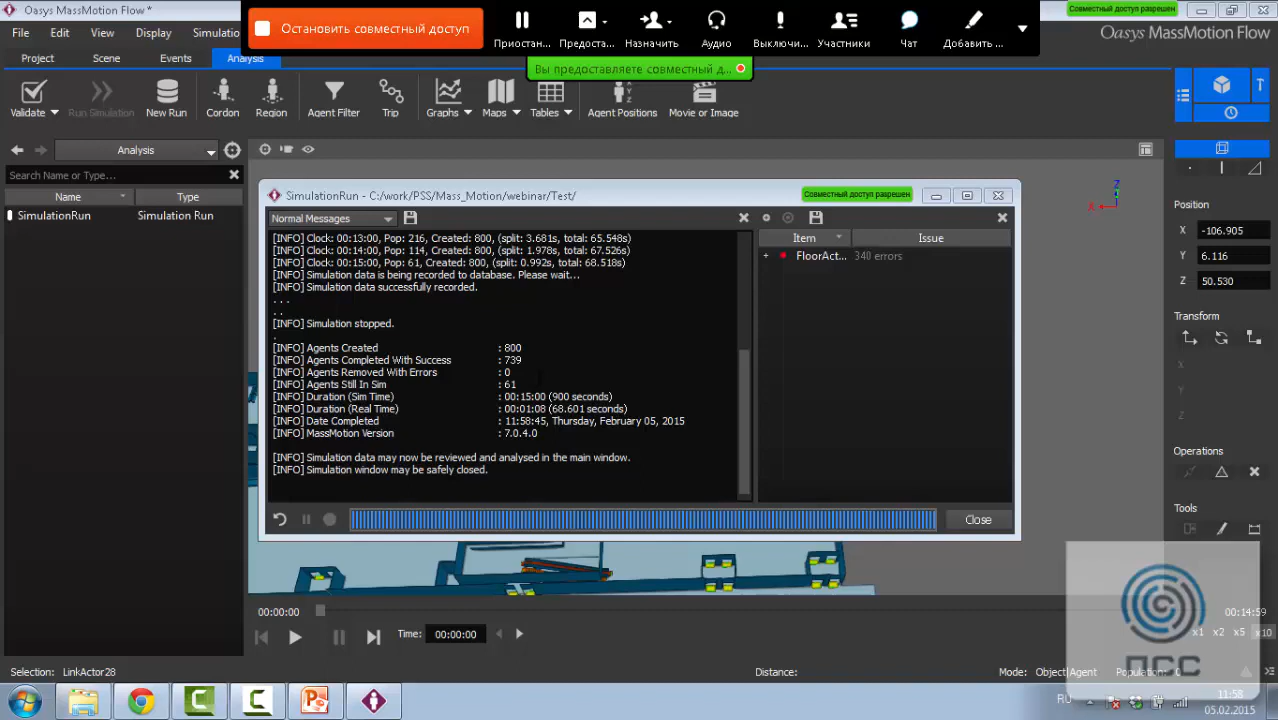 Oasys MassMotion Flow *
Остановить совместный доступ
Приостан...
Предоста...
Назначить
Аудио
Выключи...
Участники
Чат
Добавить ...
Совместный доступ разрешен
Вы предоставляете совместный д...
File
Edit
View
Display
Simulatio
Oasys MassMotion Flow
Project
Scene
Events
Analysis
Validate
Run Simulation
New Run
Cordon
Region
Agent Filter
Trip
Graphs
Maps
Tables
Agent Positions
Movie or Image
Analysis
Search Name or Type...
Name
Type
SimulationRun
Simulation Run
SimulationRun - C:/work/PSS/Mass_Motion/webinar/Test/
Совместный доступ разрешен
Normal Messages
[INFO] Clock: 00:13:00, Pop: 216, Created: 800, (split: 3.681s, total: 65.548s)
[INFO] Clock: 00:14:00, Pop: 114, Created: 800, (split: 1.978s, total: 67.526s)
[INFO] Clock: 00:15:00, Pop: 61, Created: 800, (split: 0.992s, total: 68.518s)
[INFO] Simulation data is being recorded to database. Please wait...
[INFO] Simulation data successfully recorded.
. . .
. .
[INFO] Simulation stopped.
.
[INFO] Agents Created : 800
[INFO] Agents Completed With Success : 739
[INFO] Agents Removed With Errors : 0
[INFO] Agents Still In Sim : 61
[INFO] Duration (Sim Time) : 00:15:00 (900 seconds)
[INFO] Duration (Real Time) : 00:01:08 (68.601 seconds)
[INFO] Date Completed : 11:58:45, Thursday, February 05, 2015
[INFO] MassMotion Version : 7.0.4.0
[INFO] Simulation data may now be reviewed and analysed in the main window.
[INFO] Simulation window may be safely closed.
Item
Issue
FloorAct...
340 errors
Close
Z
X
Position
X -106.905
Y 6.116
Z 50.530
Transform
X
Y
Z
Operations
Tools
00:00:00
00:14:59
Time: 00:00:00
x1 x2 x5 x10
Selection: LinkActor28
Distance:
Mode: Object|Agent
Population: 0
ПСС
RU
11:58
05.02.2015